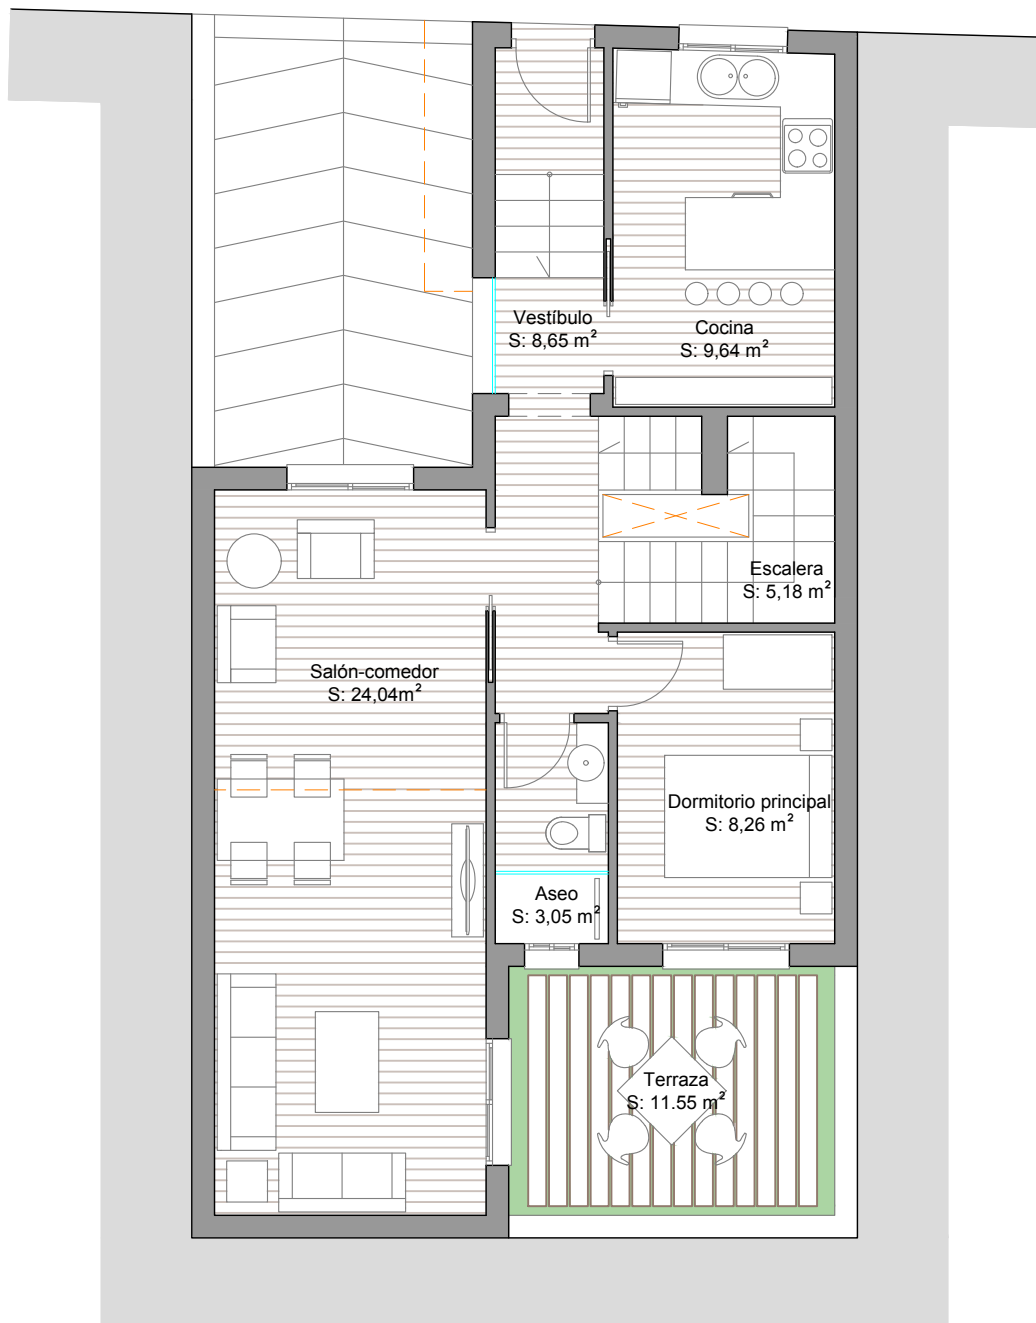 Vestíbulo
S: 8,65 m²
Cocina
S: 9,64 m²
Escalera
S: 5,18 m²
Salón-comedor
S: 24,04m²
Dormitorio principal
S: 8,26 m²
Aseo
S: 3,05 m²
Terraza
S: 11.55 m²